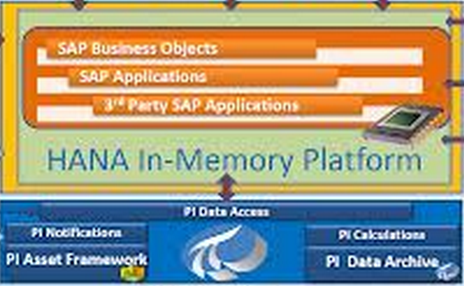 SAP Business Objects
SAP Applications
3rd Party SAP Applications
HANA In-Memory Platform
PI Data Access
PI Notifications
PI Calculations
PI Asset Framework
PI Data Archive